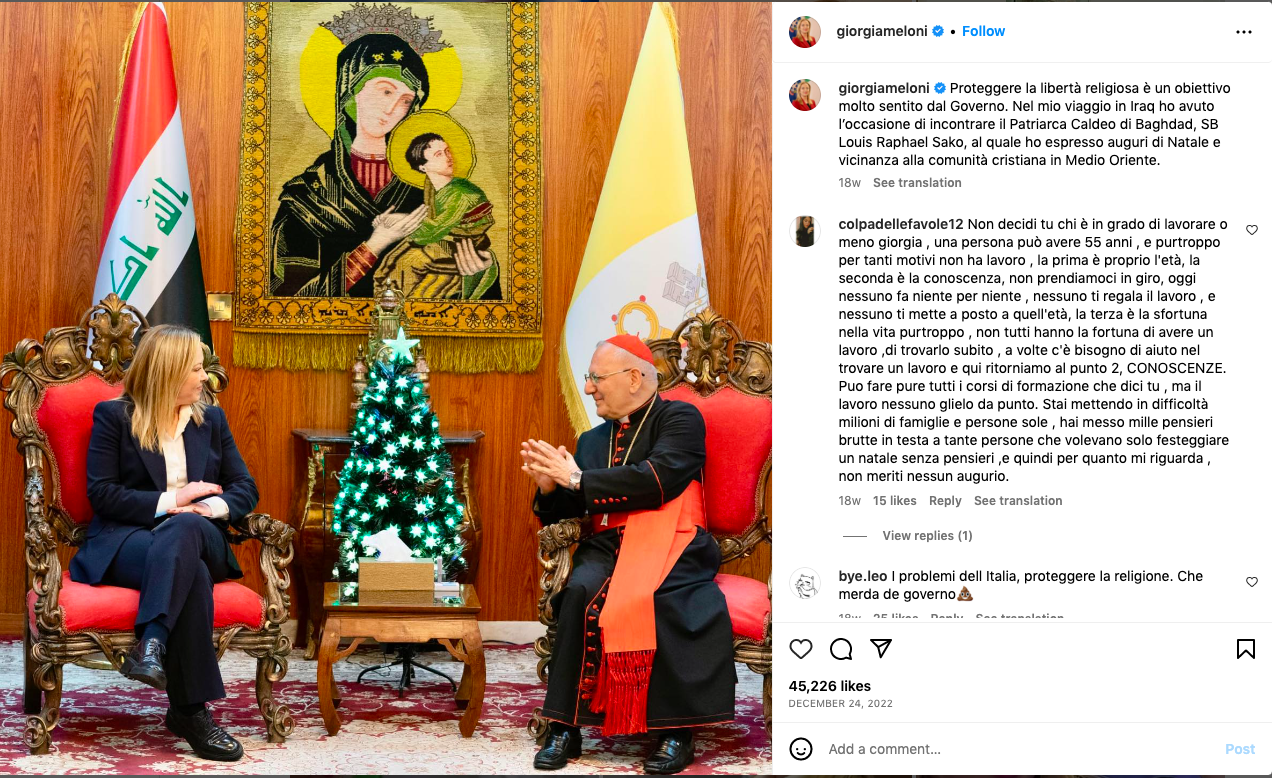 الله
giorgiameloni • Follow
giorgiameloni Proteggere la libertà religiosa è un obiettivo
molto sentito dal Governo. Nel mio viaggio in Iraq ho avuto
l’occasione di incontrare il Patriarca Caldeo di Baghdad, SB
Louis Raphael Sako, al quale ho espresso auguri di Natale e
vicinanza alla comunità cristiana in Medio Oriente.
18w See translation
colpadellefavole12 Non decidi tu chi è in grado di lavorare o
meno giorgia , una persona può avere 55 anni , e purtroppo
per tanti motivi non ha lavoro , la prima è proprio l'età, la
seconda è la conoscenza, non prendiamoci in giro, oggi
nessuno fa niente per niente , nessuno ti regala il lavoro , e
nessuno ti mette a posto a quell'età, la terza è la sfortuna
nella vita purtroppo , non tutti hanno la fortuna di avere un
lavoro ,di trovarlo subito , a volte c'è bisogno di aiuto nel
trovare un lavoro e qui ritorniamo al punto 2, CONOSCENZE.
Puo fare pure tutti i corsi di formazione che dici tu , ma il
lavoro nessuno glielo da punto. Stai mettendo in difficoltà
milioni di famiglie e persone sole , hai messo mille pensieri
brutte in testa a tante persone che volevano solo festeggiare
un natale senza pensieri ,e quindi per quanto mi riguarda ,
non meriti nessun augurio.
18w 15 likes Reply See translation
View replies (1)
bye.leo I problemi dell Italia, proteggere la religione. Che
merda de governo💩
18w 25 likes Reply See translation
45,226 likes
DECEMBER 24, 2022
Add a comment... Post